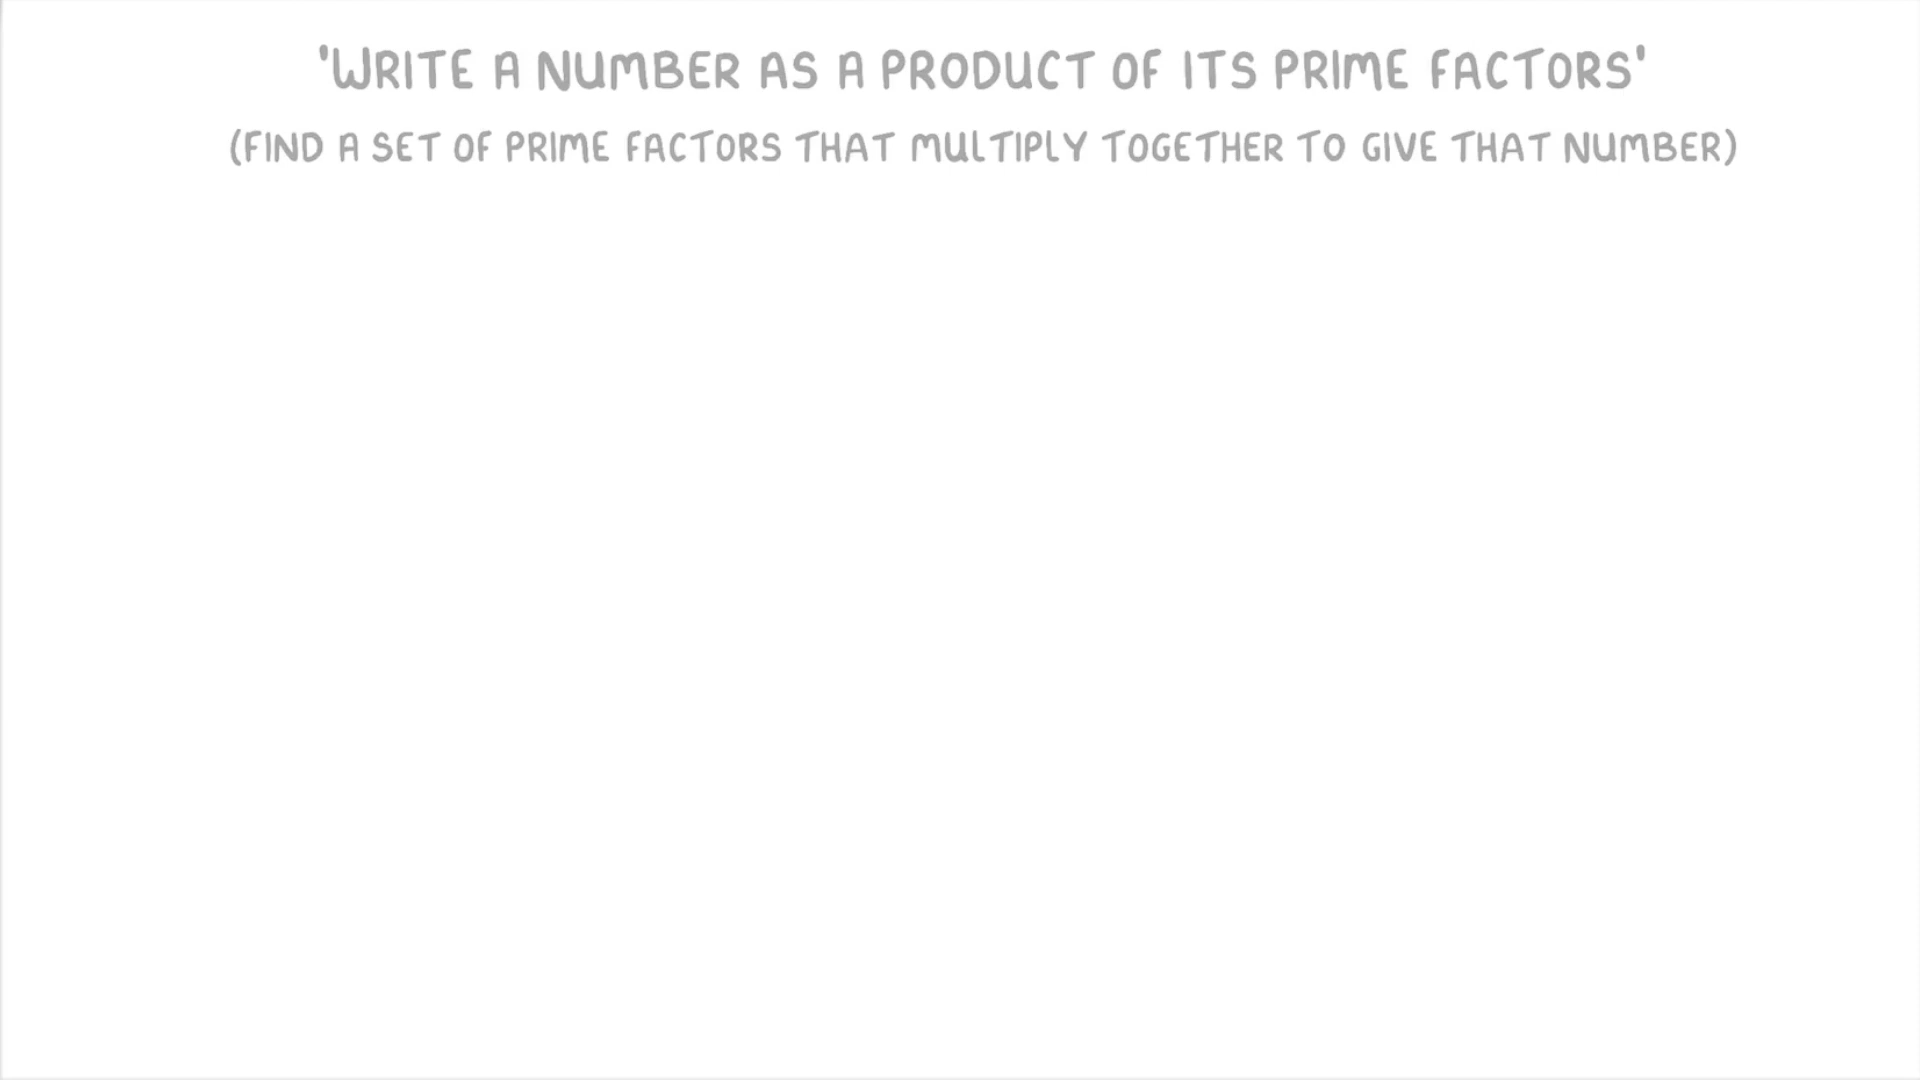 'WRITE A NUMBER AS A PRODUCT OF ITS PRIME FACTORS'
(FIND A SET OF PRIME FACTORS THAT MULTIPLY TOGETHER TO GIVE THAT NUMBER)